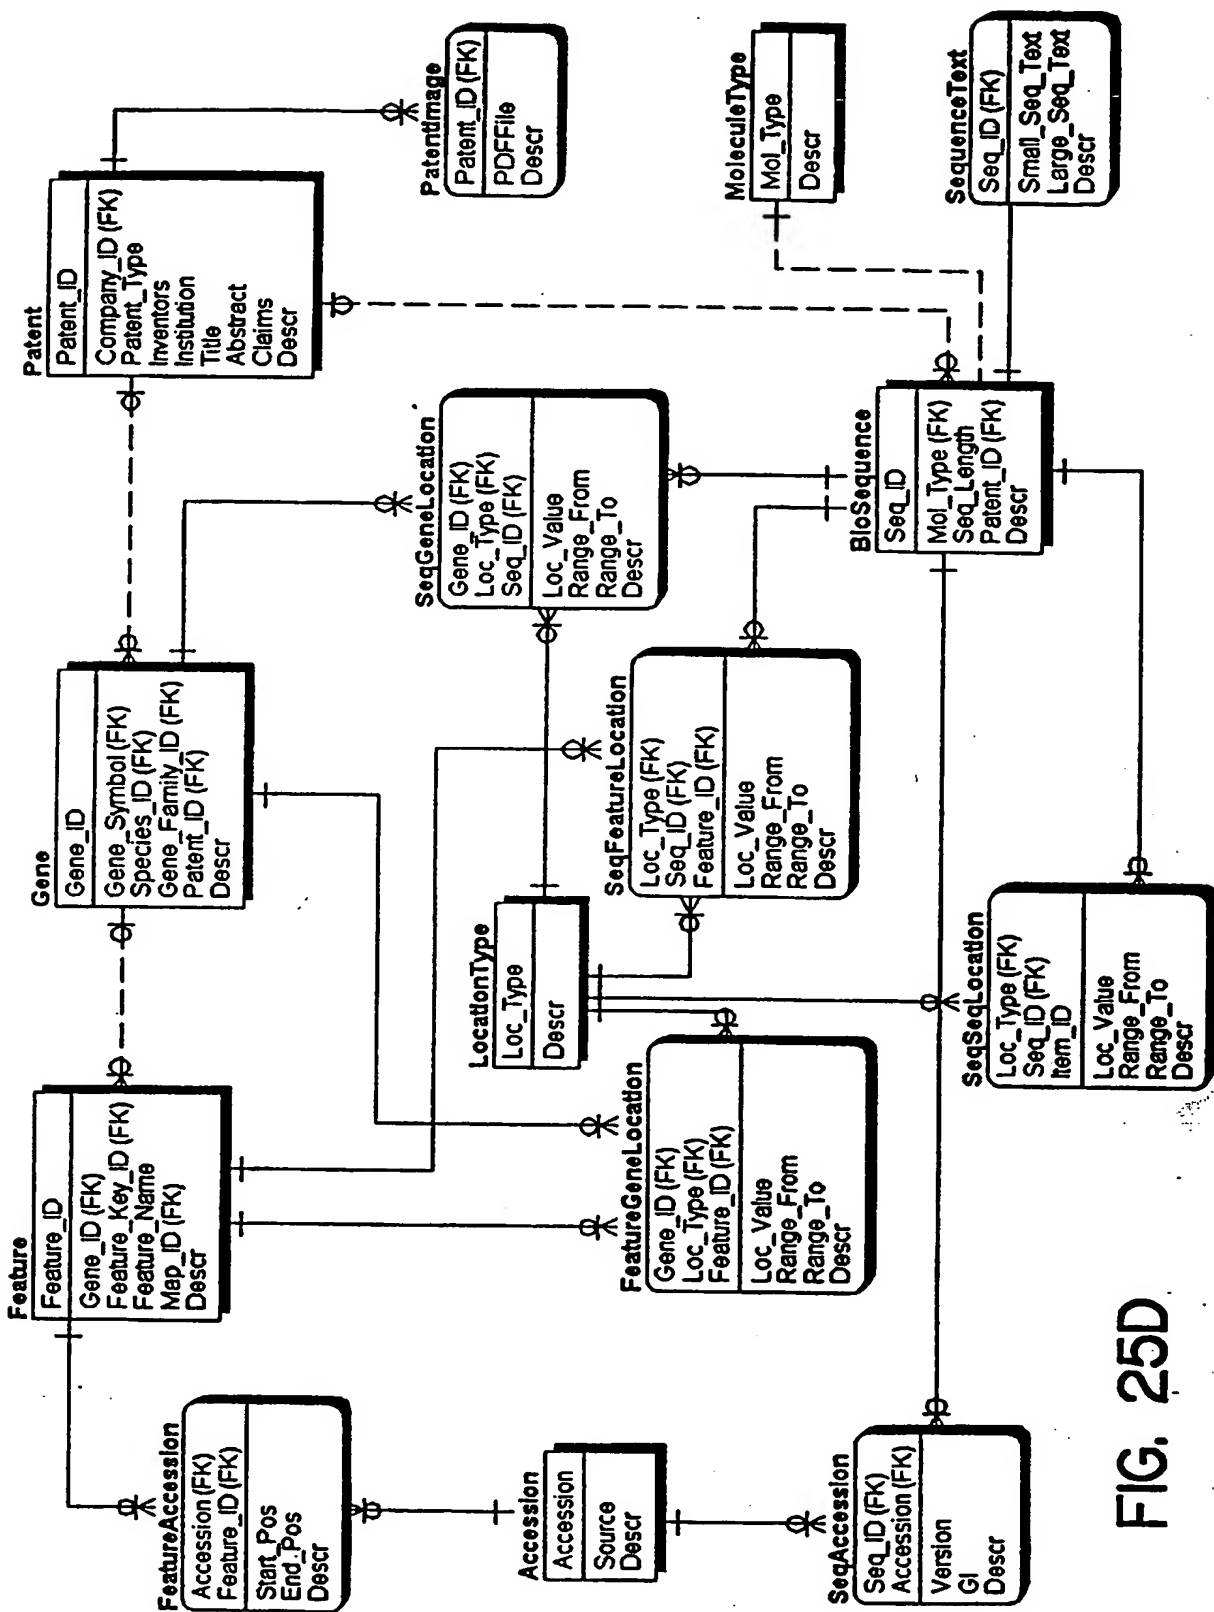 Feature
Feature_ID
Gene_ID (FK)
Feature_Key_ID (FK)
Feature_Name
Map_ID (FK)
Descr
Gene
Gene_ID
Gene_Symbol (FK)
Species_ID (FK)
Gene_Family_ID (FK)
Patent_ID (FK)
Descr
Patent
Patent_ID
Company_ID (FK)
Patent_Type
Inventors
Institution
Title
Abstract
Claims
Descr
FeatureAccession
Accession (FK)
Feature_ID (FK)
Start_Pos
End_Pos
Descr
PatentImage
Patent_ID (FK)
PDFFile
Descr
SeqGeneLocation
Gene_ID (FK)
Loc_Type (FK)
Seq_ID (FK)
Loc_Value
Range_From
Range_To
Descr
LocationType
Loc_Type
Descr
Accession
Accession
Source
Descr
FeatureGeneLocation
Gene_ID (FK)
Loc_Type (FK)
Feature_ID (FK)
Loc_Value
Range_From
Range_To
Descr
SeqFeatureLocation
Loc_Type (FK)
Seq_ID (FK)
Feature_ID (FK)
Loc_Value
Range_From
Range_To
Descr
MoleculeType
Mol_Type
Descr
SeqAccession
Seq_ID (FK)
Accession (FK)
Version
GI
Descr
BioSequence
Seq_ID
Mol_Type (FK)
Seq_Length
Patent_ID (FK)
Descr
SequenceText
Seq_ID (FK)
Small_Seq_Text
Large_Seq_Text
Descr
SeqSeqLocation
Loc_Type (FK)
Seq_ID (FK)
Item_ID
Loc_Value
Range_From
Range_To
Descr
FIG. 25D